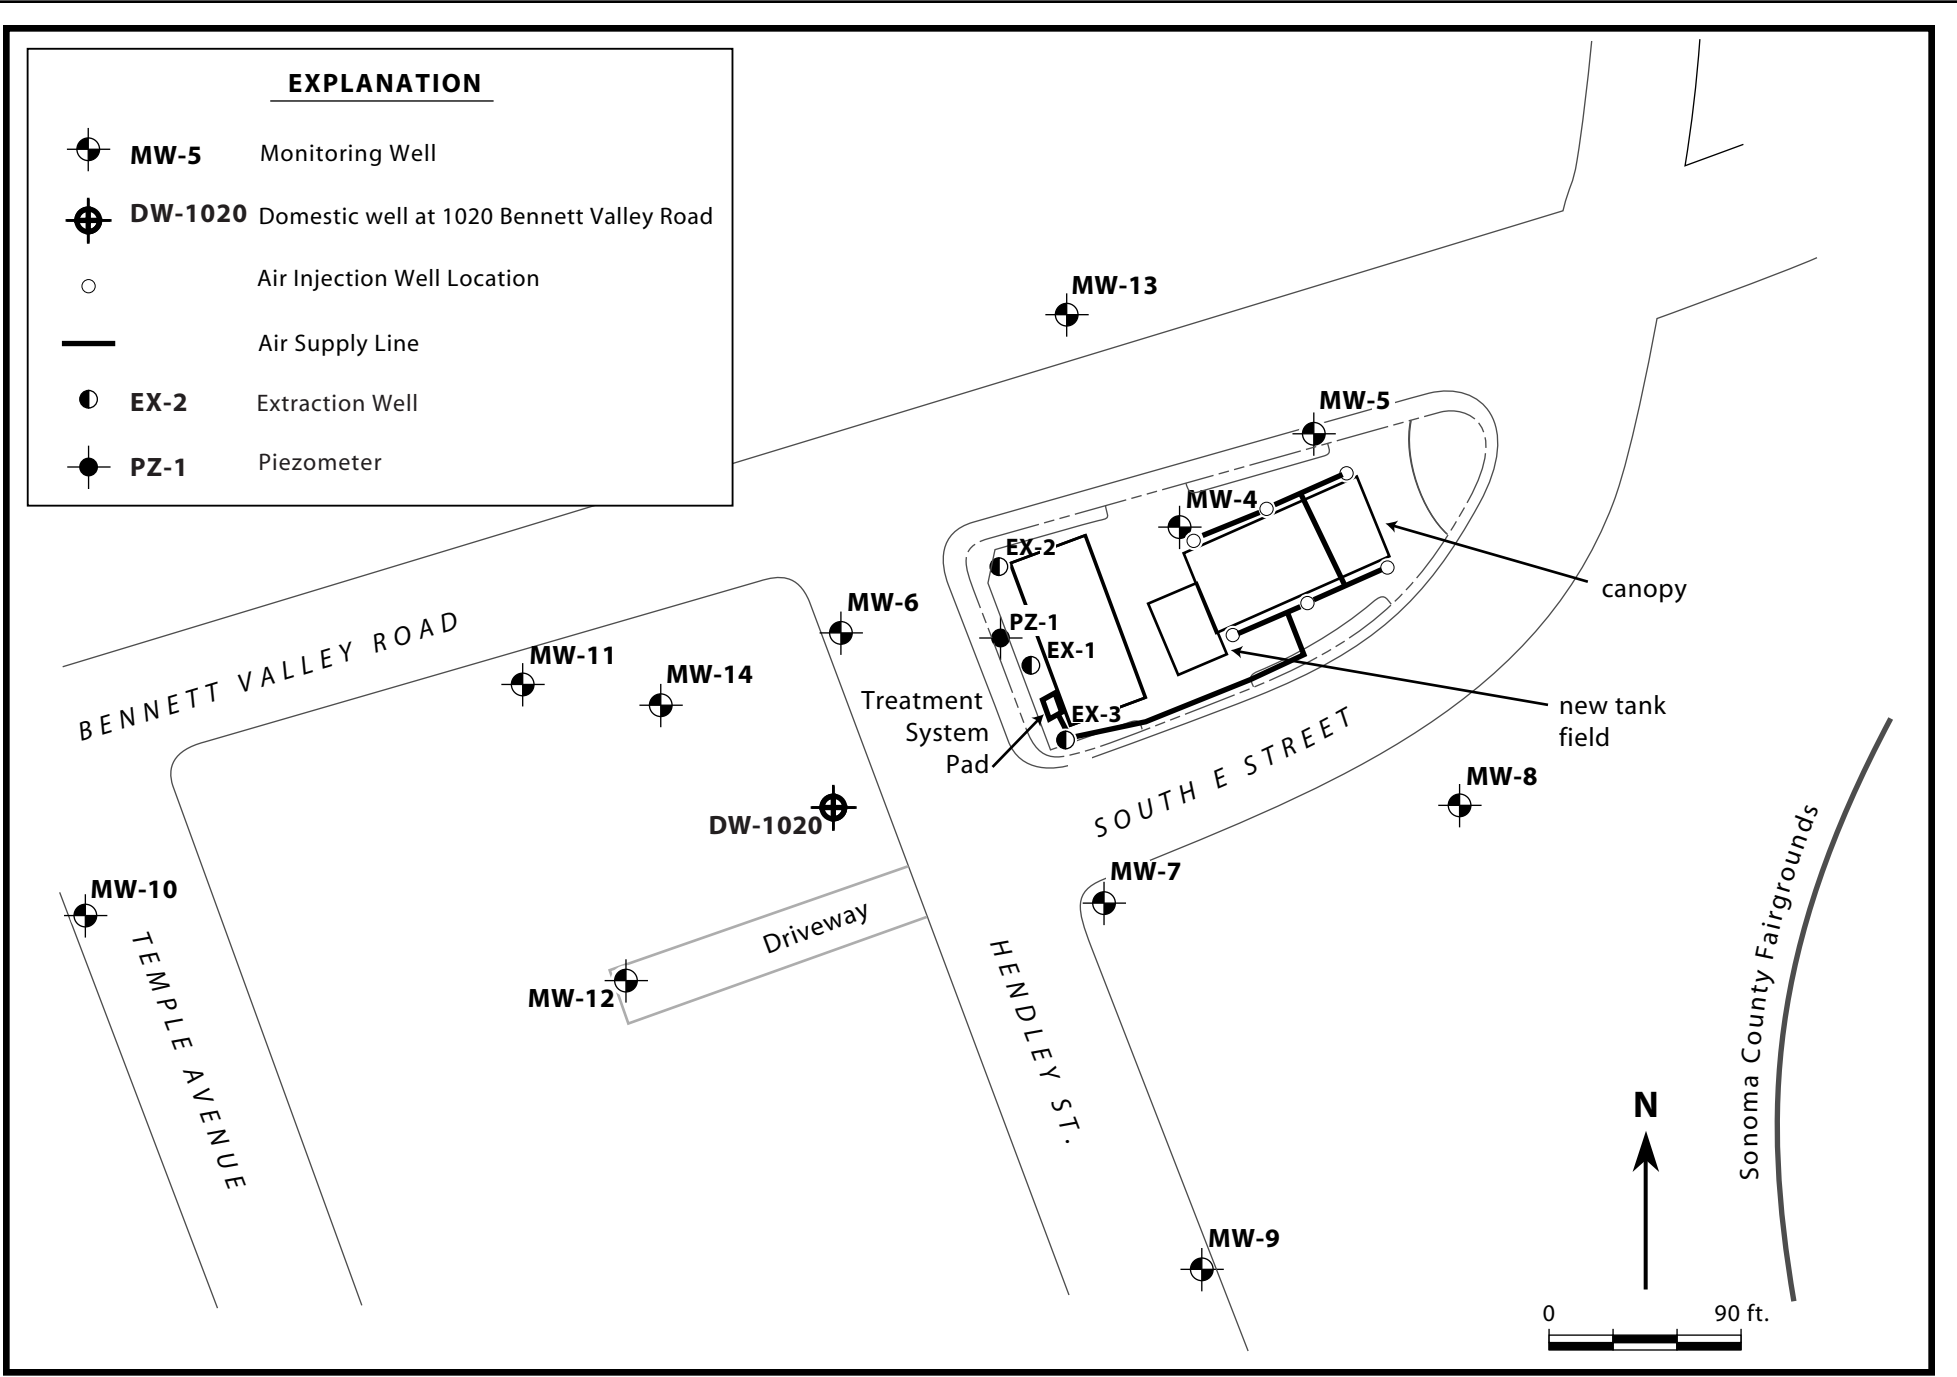 EXPLANATION
MW-5 Monitoring Well
DW-1020 Domestic well at 1020 Bennett Valley Road
Air Injection Well Location
Air Supply Line
EX-2 Extraction Well
PZ-1 Piezometer
MW-13
MW-5
MW-4
EX-2
canopy
MW-6
PZ-1
BENNETT VALLEY ROAD
MW-11
EX-1
MW-14
Treatment
System
Pad
EX-3
new tank
field
SOUTH E STREET
MW-8
DW-1020
MW-7
MW-10
Driveway
MW-12
TEMPLE AVENUE
HENDLEY ST.
Sonoma County Fairgrounds
N
MW-9
0 90 ft.